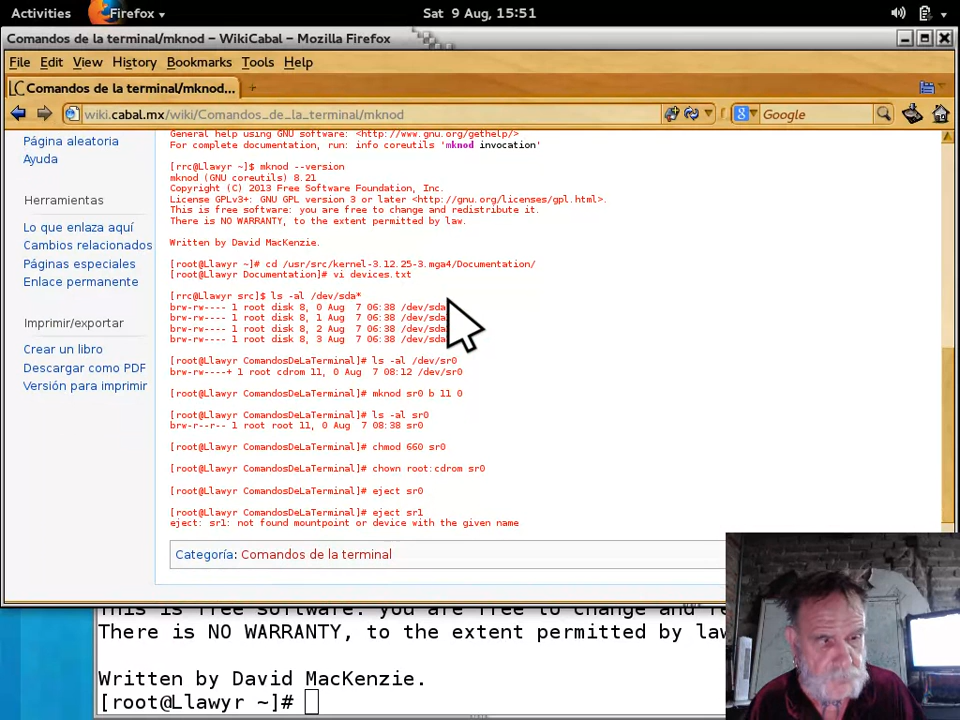 Activities Firefox Sat 9 Aug, 15:51
Comandos de la terminal/mknod – WikiCabal – Mozilla Firefox
File Edit View History Bookmarks Tools Help
Comandos de la terminal/mknod...
wiki.cabal.mx/wiki/Comandos_de_la_terminal/mknod Google
Página aleatoria
Ayuda
Herramientas
Lo que enlaza aquí
Cambios relacionados
Páginas especiales
Enlace permanente
Imprimir/exportar
Crear un libro
Descargar como PDF
Versión para imprimir
General help using GNU software: <http://www.gnu.org/gethelp/>
For complete documentation, run: info coreutils 'mknod invocation'
[rrc@Llawyr ~]$ mknod --version
mknod (GNU coreutils) 8.21
Copyright (C) 2013 Free Software Foundation, Inc.
License GPLv3+: GNU GPL version 3 or later <http://gnu.org/licenses/gpl.html>.
This is free software: you are free to change and redistribute it.
There is NO WARRANTY, to the extent permitted by law.
Written by David MacKenzie.
[root@Llawyr ~]# cd /usr/src/kernel-3.12.25-3.mga4/Documentation/
[root@Llawyr Documentation]# vi devices.txt
[rrc@Llawyr src]$ ls -al /dev/sda*
brw-rw---- 1 root disk 8, 0 Aug  7 06:38 /dev/sda
brw-rw---- 1 root disk 8, 1 Aug  7 06:38 /dev/sda
brw-rw---- 1 root disk 8, 2 Aug  7 06:38 /dev/sda
brw-rw---- 1 root disk 8, 3 Aug  7 06:38 /dev/sda
[root@Llawyr ComandosDeLaTerminal]# ls -al /dev/sr0
brw-rw----+ 1 root cdrom 11, 0 Aug  7 08:12 /dev/sr0
[root@Llawyr ComandosDeLaTerminal]# mknod sr0 b 11 0
[root@Llawyr ComandosDeLaTerminal]# ls -al sr0
brw-r--r-- 1 root root 11, 0 Aug  7 08:38 sr0
[root@Llawyr ComandosDeLaTerminal]# chmod 660 sr0
[root@Llawyr ComandosDeLaTerminal]# chown root:cdrom sr0
[root@Llawyr ComandosDeLaTerminal]# eject sr0
[root@Llawyr ComandosDeLaTerminal]# eject sr1
eject: sr1: not found mountpoint or device with the given name
Categoría: Comandos de la terminal
This is free software: you are free to change and re
There is NO WARRANTY, to the extent permitted by law
Written by David MacKenzie.
[root@Llawyr ~]#